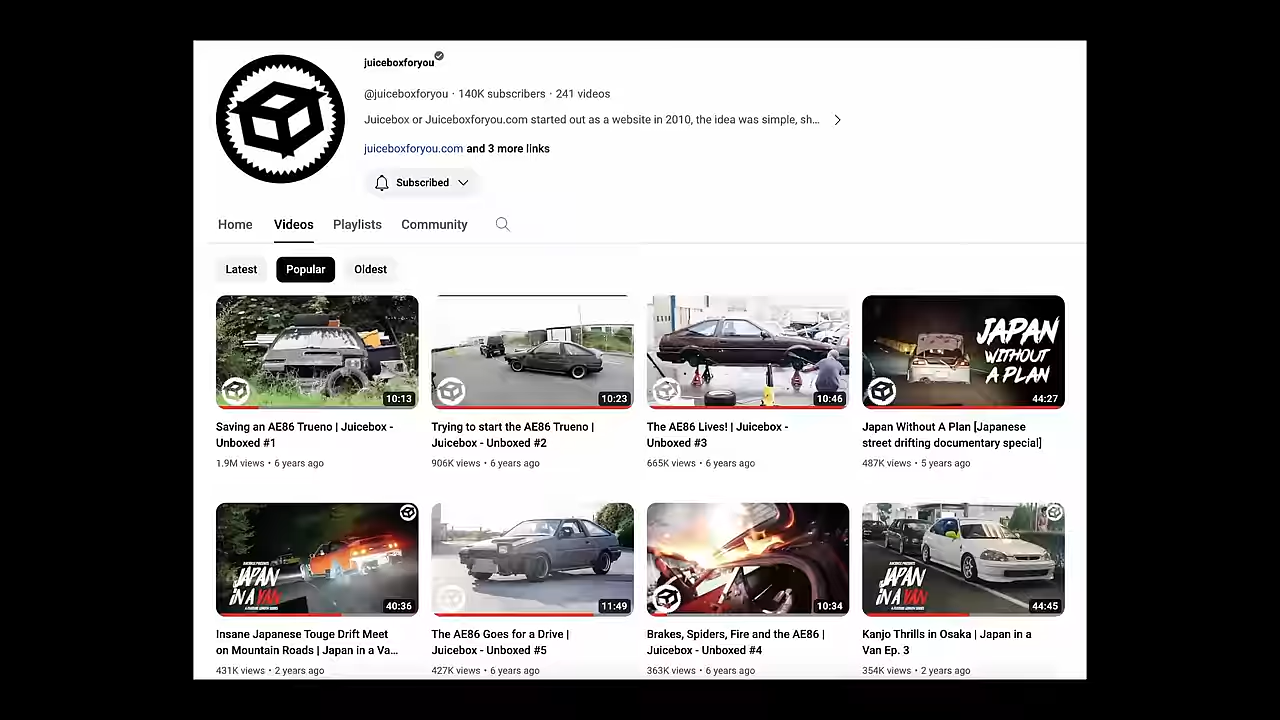 juiceboxforyou
@juiceboxforyou · 140K subscribers · 241 videos
Juicebox or Juiceboxforyou.com started out as a website in 2010, the idea was simple, sh...
juiceboxforyou.com and 3 more links
Subscribed
Home Videos Playlists Community
Latest Popular Oldest
JAPAN
WITHOUT
A PLAN
10:13 10:23 10:46 44:27
Saving an AE86 Trueno | Juicebox -
Unboxed #1
1.9M views • 6 years ago
Trying to start the AE86 Trueno |
Juicebox - Unboxed #2
906K views • 6 years ago
The AE86 Lives! | Juicebox -
Unboxed #3
665K views • 6 years ago
Japan Without A Plan [Japanese
street drifting documentary special]
487K views • 5 years ago
JAPAN
IN A VAN
40:36
11:49
10:34
JAPAN
IN A VAN
44:45
Insane Japanese Touge Drift Meet
on Mountain Roads | Japan in a Va...
431K views • 2 years ago
The AE86 Goes for a Drive |
Juicebox - Unboxed #5
427K views • 6 years ago
Brakes, Spiders, Fire and the AE86 |
Juicebox - Unboxed #4
363K views • 6 years ago
Kanjo Thrills in Osaka | Japan in a
Van Ep. 3
354K views • 2 years ago